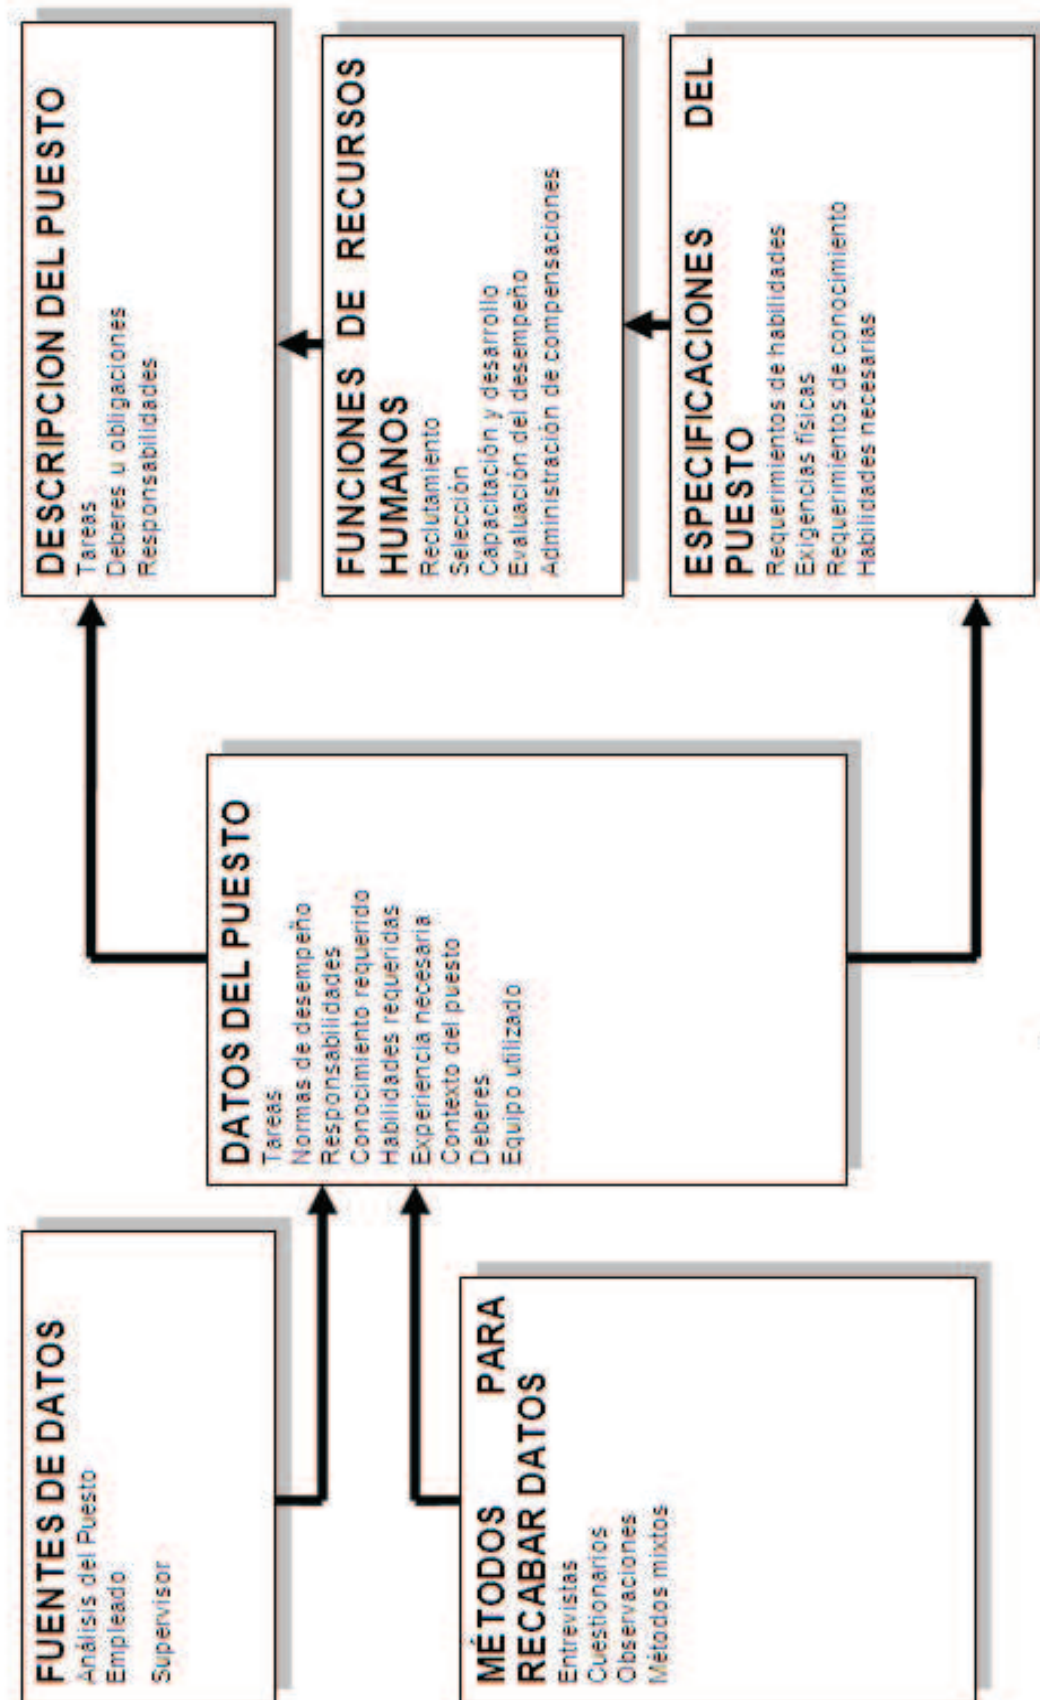 FUENTES DE DATOS
Análisis del Puesto
Empleado
Supervisor
MÉTODOS PARA
RECABAR DATOS
Entrevistas
Cuestionarios
Observaciones
Métodos mixtos
DATOS DEL PUESTO
Tareas
Normas de desempeño
Responsabilidades
Conocimiento requerido
Habilidades requeridas
Experiencia necesaria
Contexto del puesto
Deberes
Equipo utilizado
DESCRIPCION DEL PUESTO
Tareas
Deberes u obligaciones
Responsabilidades
FUNCIONES DE RECURSOS
HUMANOS
Reclutamiento
Selección
Capacitación y desarrollo
Evaluación del desempeño
Administración de compensaciones
ESPECIFICACIONES DEL
PUESTO
Requerimientos de habilidades
Exigencias físicas
Requerimientos de conocimiento
Habilidades necesarias